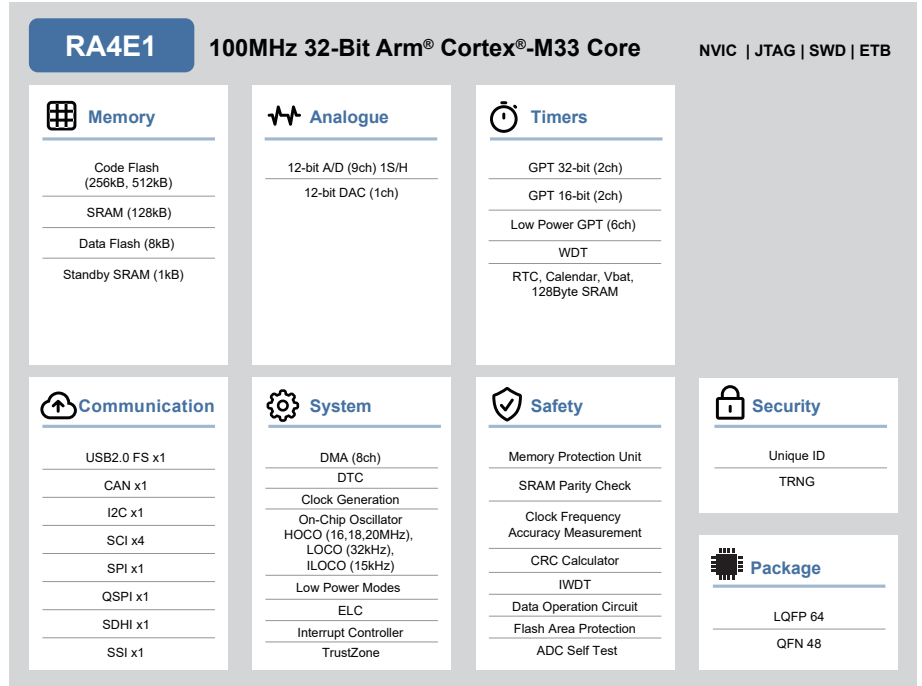 RA4E1
100MHz 32-Bit Arm® Cortex®-M33 Core
NVIC | JTAG | SWD | ETB
Memory
Code Flash
(256kB, 512kB)
SRAM (128kB)
Data Flash (8kB)
Standby SRAM (1kB)
Analogue
12-bit A/D (9ch) 1S/H
12-bit DAC (1ch)
Timers
GPT 32-bit (2ch)
GPT 16-bit (2ch)
Low Power GPT (6ch)
WDT
RTC, Calendar, Vbat,
128Byte SRAM
Communication
USB2.0 FS x1
CAN x1
I2C x1
SCI x4
SPI x1
QSPI x1
SDHI x1
SSI x1
System
DMA (8ch)
DTC
Clock Generation
On-Chip Oscillator
HOCO (16,18,20MHz),
LOCO (32kHz),
ILOCO (15kHz)
Low Power Modes
ELC
Interrupt Controller
TrustZone
Safety
Memory Protection Unit
SRAM Parity Check
Clock Frequency
Accuracy Measurement
CRC Calculator
IWDT
Data Operation Circuit
Flash Area Protection
ADC Self Test
Security
Unique ID
TRNG
Package
LQFP 64
QFN 48